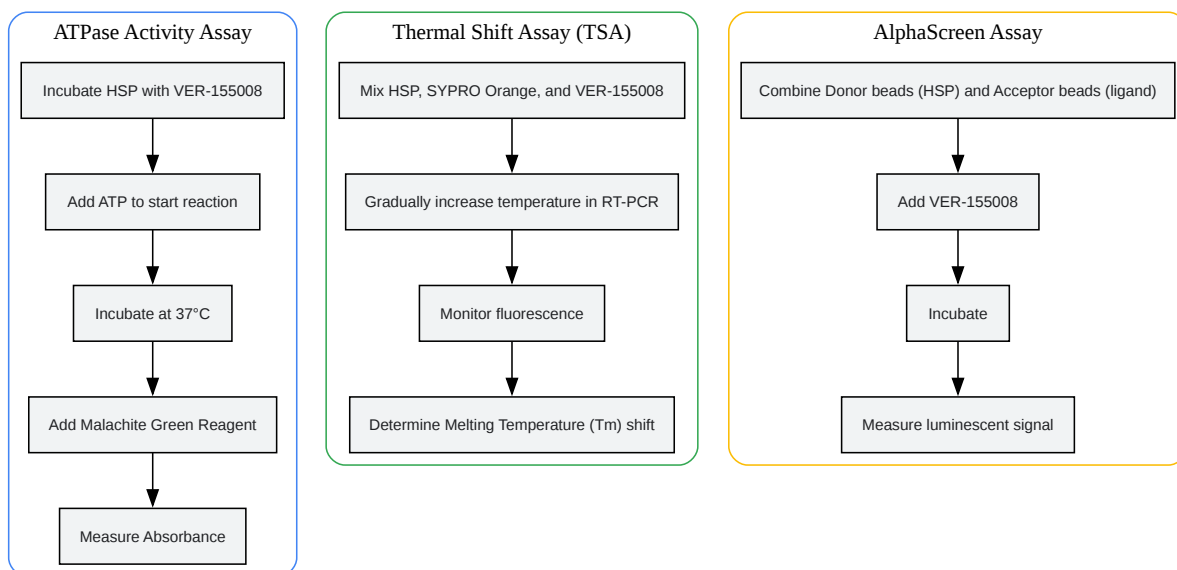 ATPase Activity Assay
Incubate HSP with VER-155008
Add ATP to start reaction
Incubate at 37°C
Add Malachite Green Reagent
Measure Absorbance
Thermal Shift Assay (TSA)
Mix HSP, SYPRO Orange, and VER-155008
Gradually increase temperature in RT-PCR
Monitor fluorescence
Determine Melting Temperature (Tm) shift
AlphaScreen Assay
Combine Donor beads (HSP) and Acceptor beads (ligand)
Add VER-155008
Incubate
Measure luminescent signal